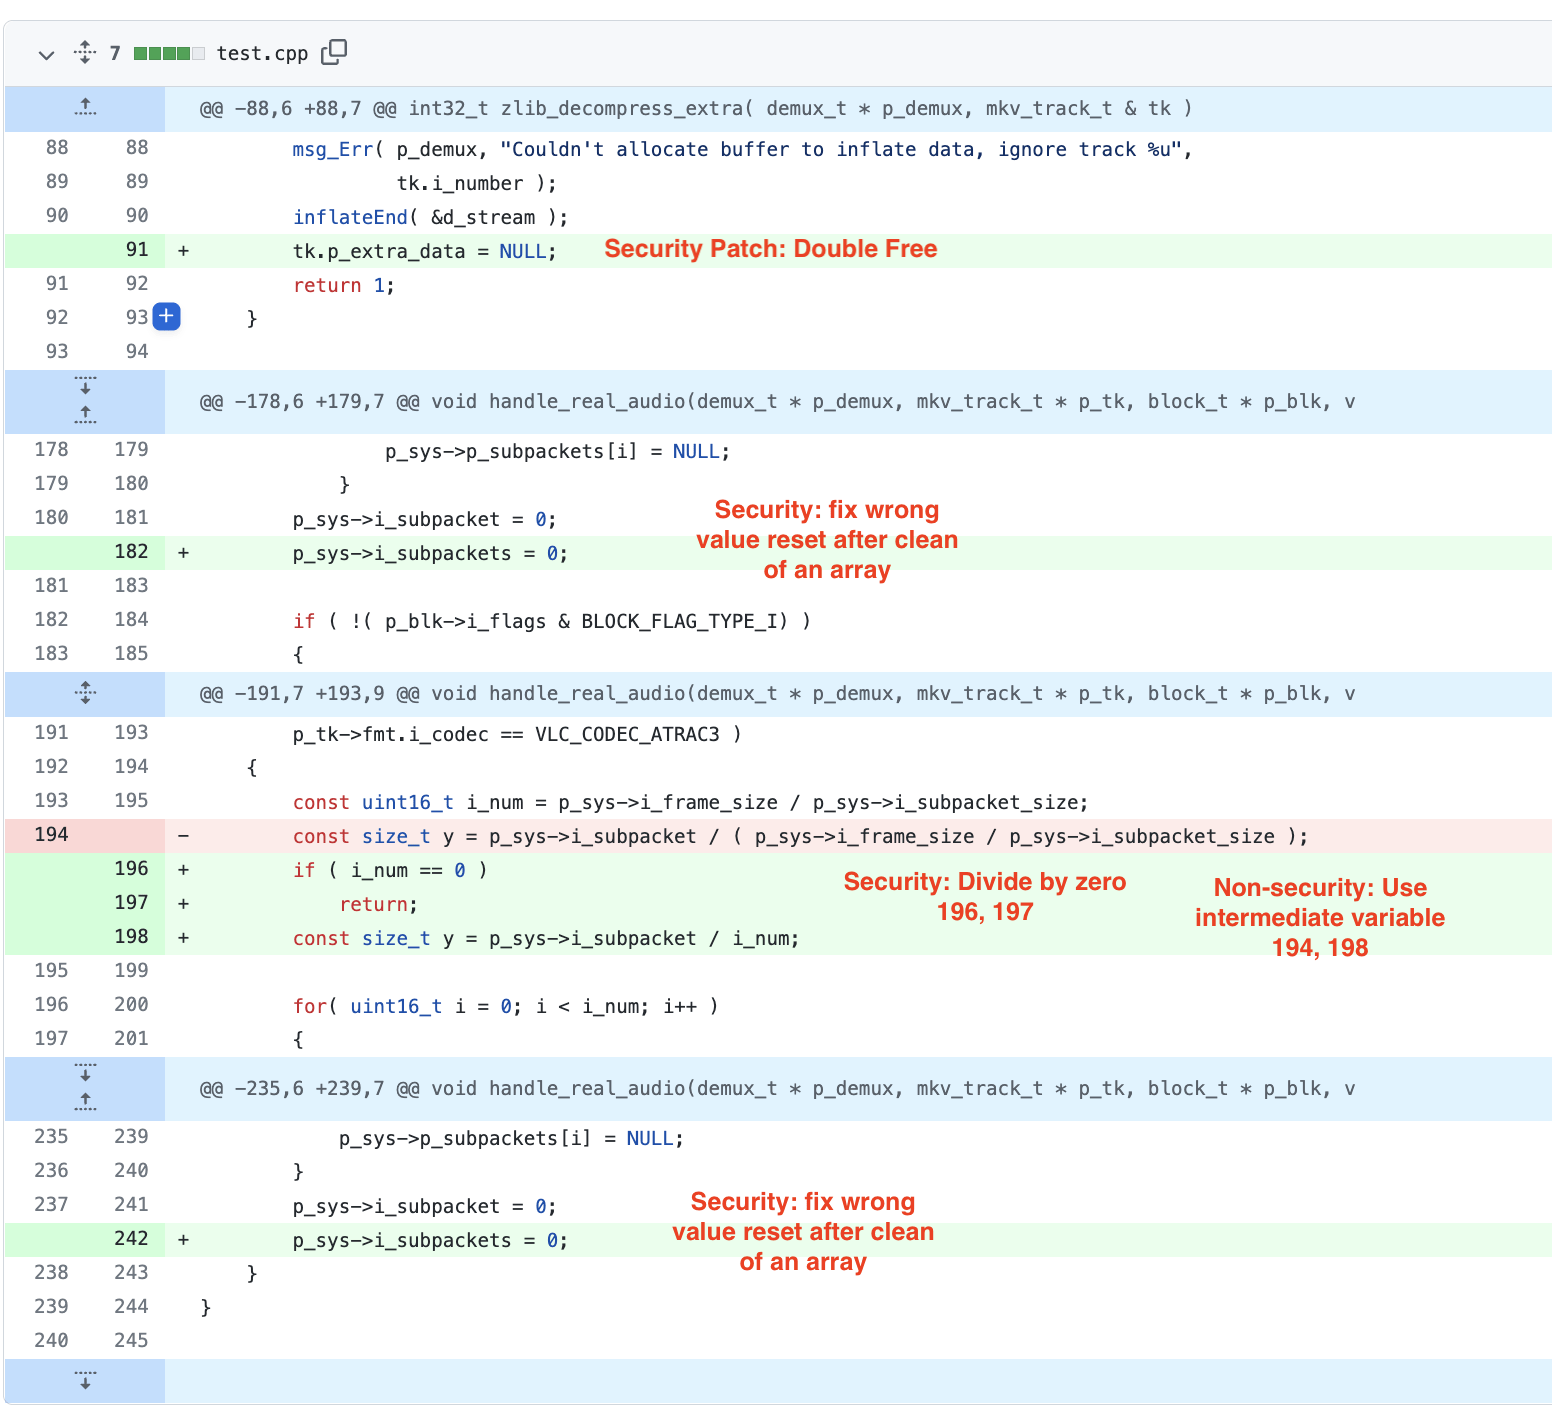 7 test.cpp
@@ -88,6 +88,7 @@ int32_t zlib_decompress_extra( demux_t * p_demux, mkv_track_t & tk )
88 88 msg_Err( p_demux, "Couldn't allocate buffer to inflate data, ignore track %u",
89 89 tk.i_number );
90 90 inflateEnd( &d_stream );
91 + tk.p_extra_data = NULL; Security Patch: Double Free
91 92 return 1;
92 93 + }
93 94
@@ -178,6 +179,7 @@ void handle_real_audio(demux_t * p_demux, mkv_track_t * p_tk, block_t * p_blk, v
178 179 p_sys->p_subpackets[i] = NULL;
179 180 }
180 181 p_sys->i_subpacket = 0;
182 + p_sys->i_subpackets = 0;
Security: fix wrong
value reset after clean
of an array
181 183
182 184 if ( !( p_blk->i_flags & BLOCK_FLAG_TYPE_I) )
183 185 {
@@ -191,7 +193,9 @@ void handle_real_audio(demux_t * p_demux, mkv_track_t * p_tk, block_t * p_blk, v
191 193 p_tk->fmt.i_codec == VLC_CODEC_ATRAC3 )
192 194 {
193 195 const uint16_t i_num = p_sys->i_frame_size / p_sys->i_subpacket_size;
194 - const size_t y = p_sys->i_subpacket / ( p_sys->i_frame_size / p_sys->i_subpacket_size );
196 + if ( i_num == 0 )
197 + return;
198 + const size_t y = p_sys->i_subpacket / i_num;
Security: Divide by zero
196, 197
Non-security: Use
intermediate variable
194, 198
195 199
196 200 for( uint16_t i = 0; i < i_num; i++ )
197 201 {
@@ -235,6 +239,7 @@ void handle_real_audio(demux_t * p_demux, mkv_track_t * p_tk, block_t * p_blk, v
235 239 p_sys->p_subpackets[i] = NULL;
236 240 }
237 241 p_sys->i_subpacket = 0;
242 + p_sys->i_subpackets = 0;
Security: fix wrong
value reset after clean
of an array
238 243 }
239 244 }
240 245